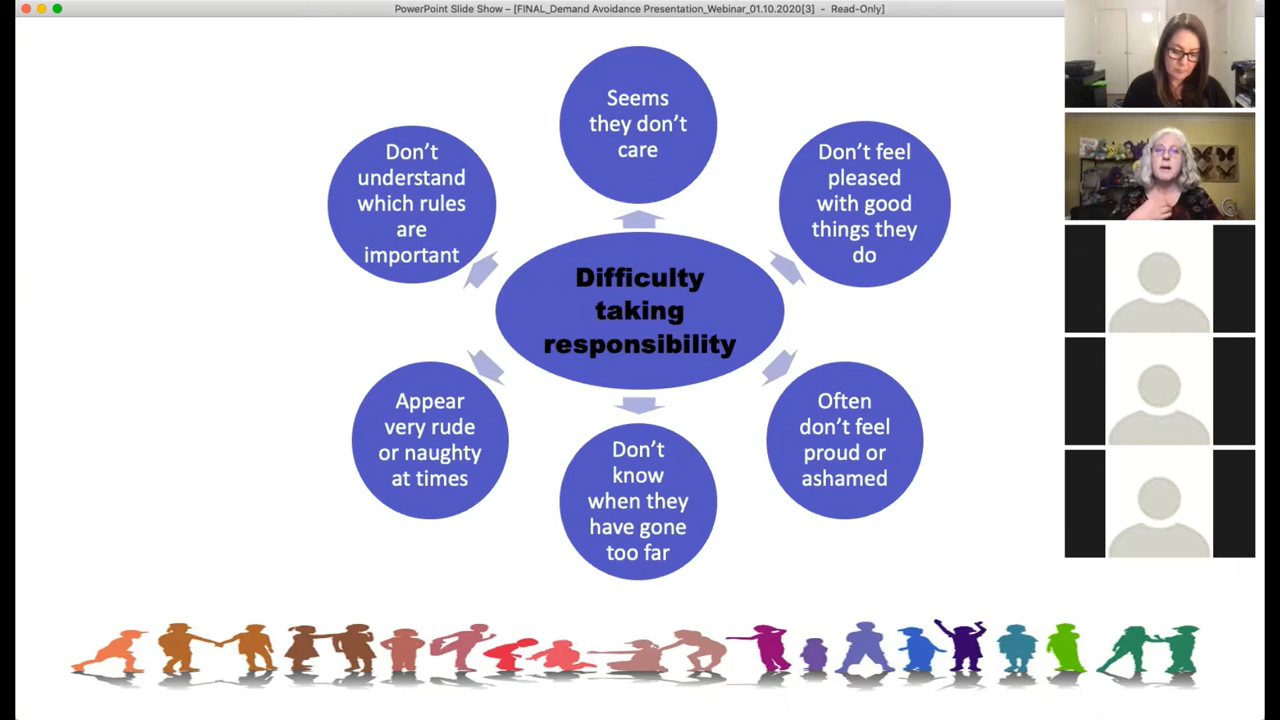 PowerPoint Slide Show – [FINAL_Demand Avoidance Presentation_Webinar_01.10.2020[3] - Read-Only]
Seems
they don't
care
Don't feel
pleased
with good
things they
do
Often
don't feel
proud or
ashamed
Don't
know
when they
have gone
too far
Appear
very rude
or naughty
at times
Don't
understand
which rules
are
important
Difficulty
taking
responsibility